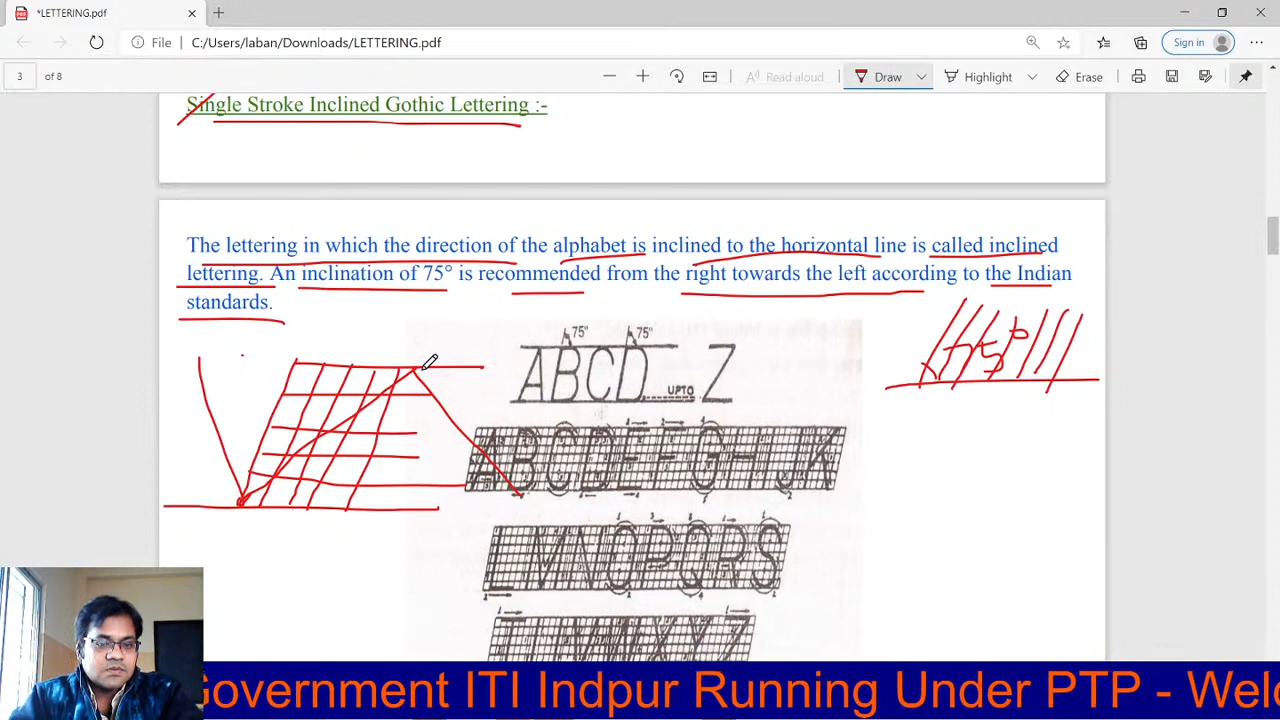 *LETTERING.pdf
File C:/Users/laban/Downloads/LETTERING.pdf
Sign in
3 of 8
Read aloud
Draw
Highlight
Erase
Single Stroke Inclined Gothic Lettering :-
The lettering in which the direction of the alphabet is inclined to the horizontal line is called inclined
lettering. An inclination of 75° is recommended from the right towards the left according to the Indian
standards.
75° 75°
ABCD UPTO Z
75°
ABCDEFGHIJK
LMNOPQRS
Government ITI Indpur Running Under PTP - Welc